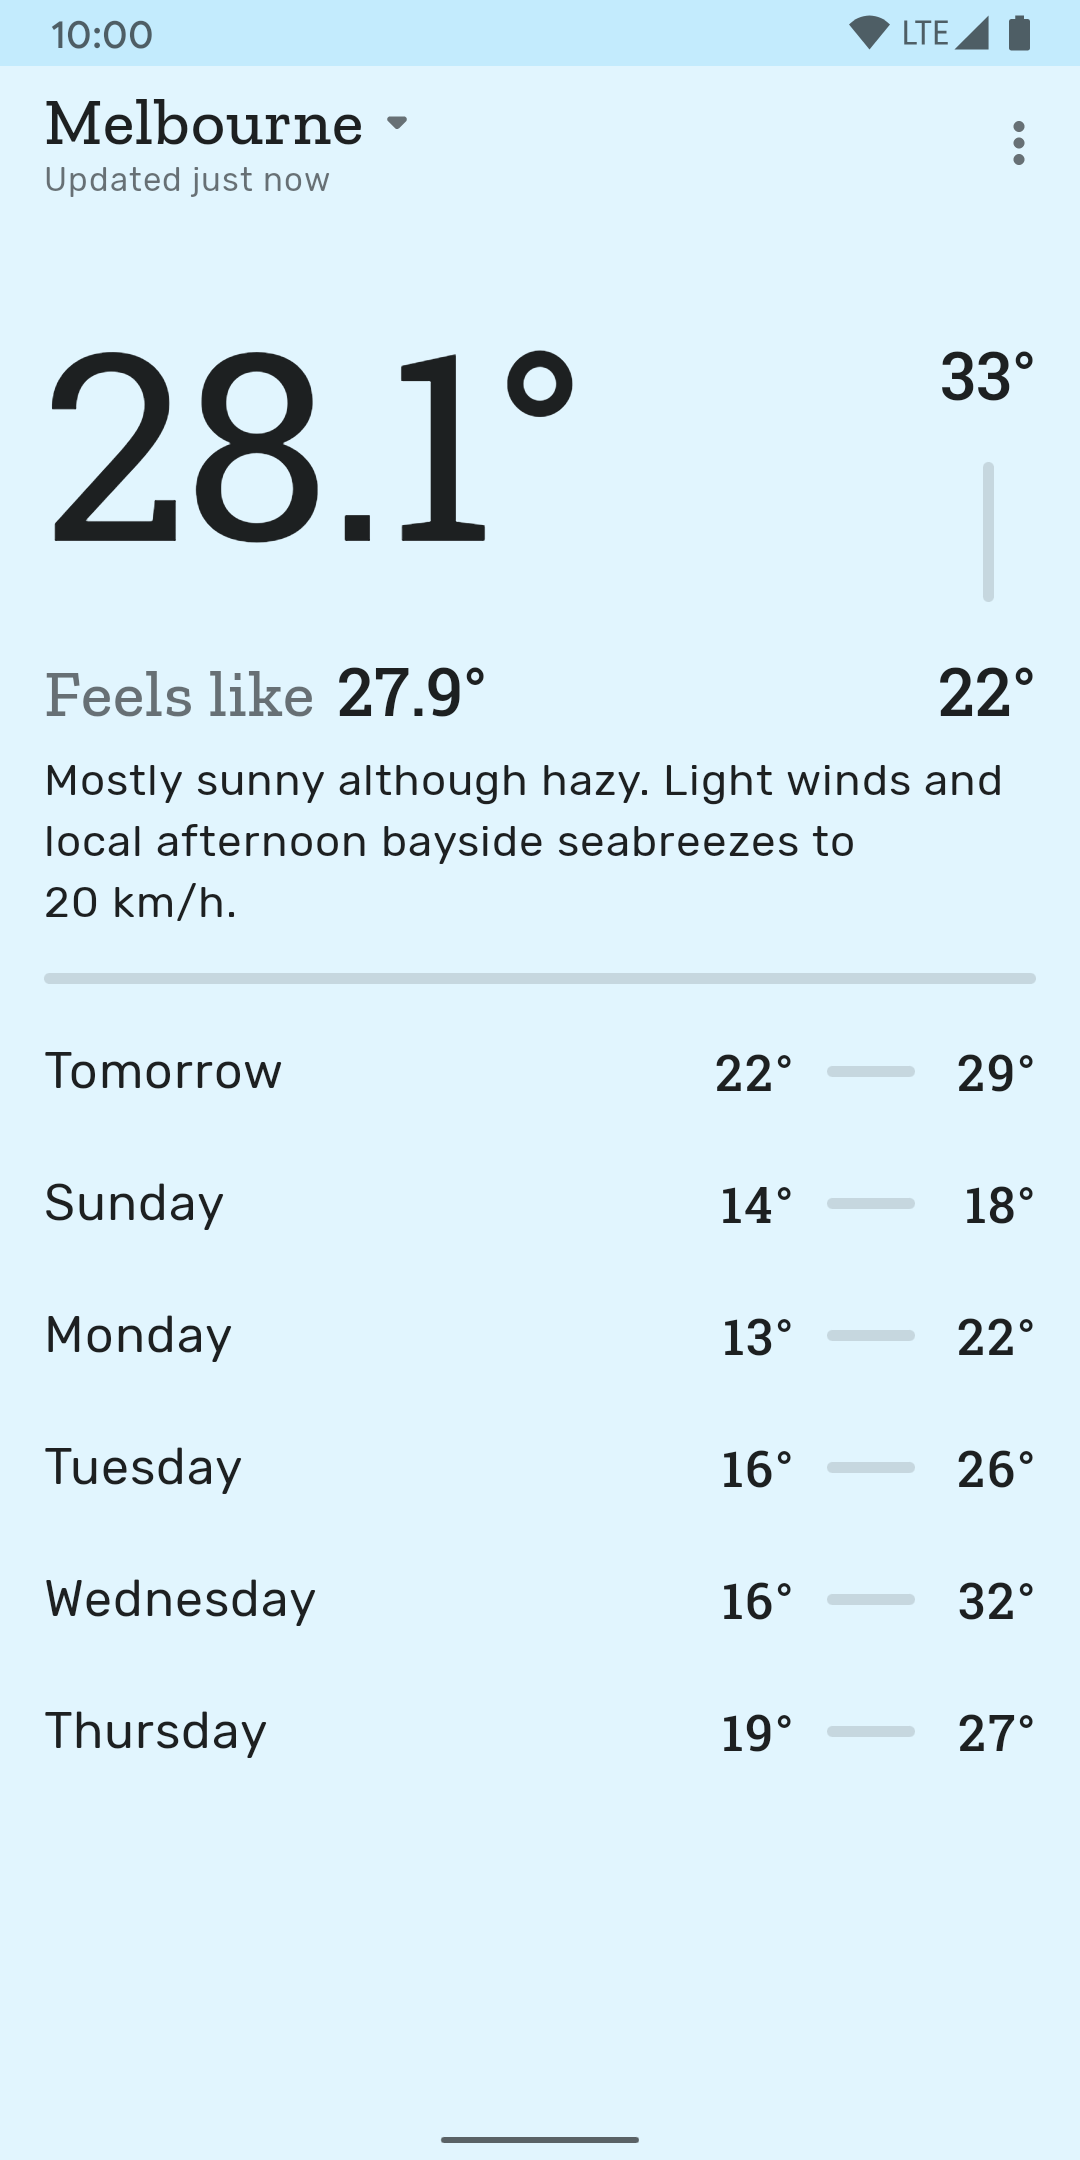 10:00 LTE
Melbourne
Updated just now
28.1° 33°
Feels like 27.9° 22°
Mostly sunny although hazy. Light winds and
local afternoon bayside seabreezes to
20 km/h.
Tomorrow 22° 29°
Sunday 14° 18°
Monday 13° 22°
Tuesday 16° 26°
Wednesday 16° 32°
Thursday 19° 27°